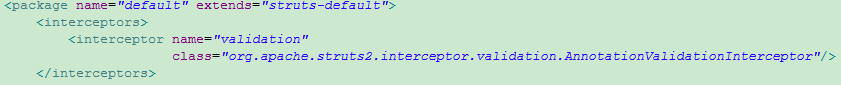 <package name="default" extends="struts-default">
<interceptors>
<interceptor name="validation"
class="org.apache.struts2.interceptor.validation.AnnotationValidationInterceptor"/>
</interceptors>